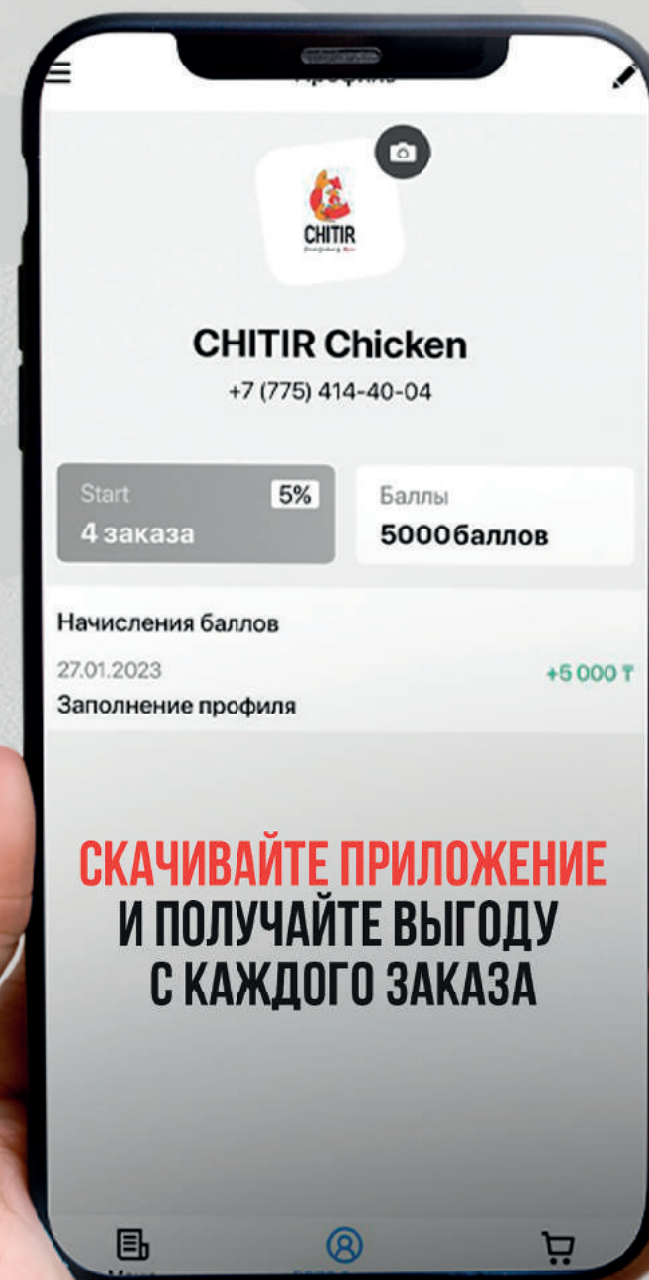 Профиль
CHITIR
CHITIR Chicken
+7 (775) 414-40-04
Start
5%
4 заказа
Баллы
5000баллов
Начисления баллов
27.01.2023
+5 000 ₸
Заполнение профиля
СКАЧИВАЙТЕ ПРИЛОЖЕНИЕ
И ПОЛУЧАЙТЕ ВЫГОДУ
С КАЖДОГО ЗАКАЗА